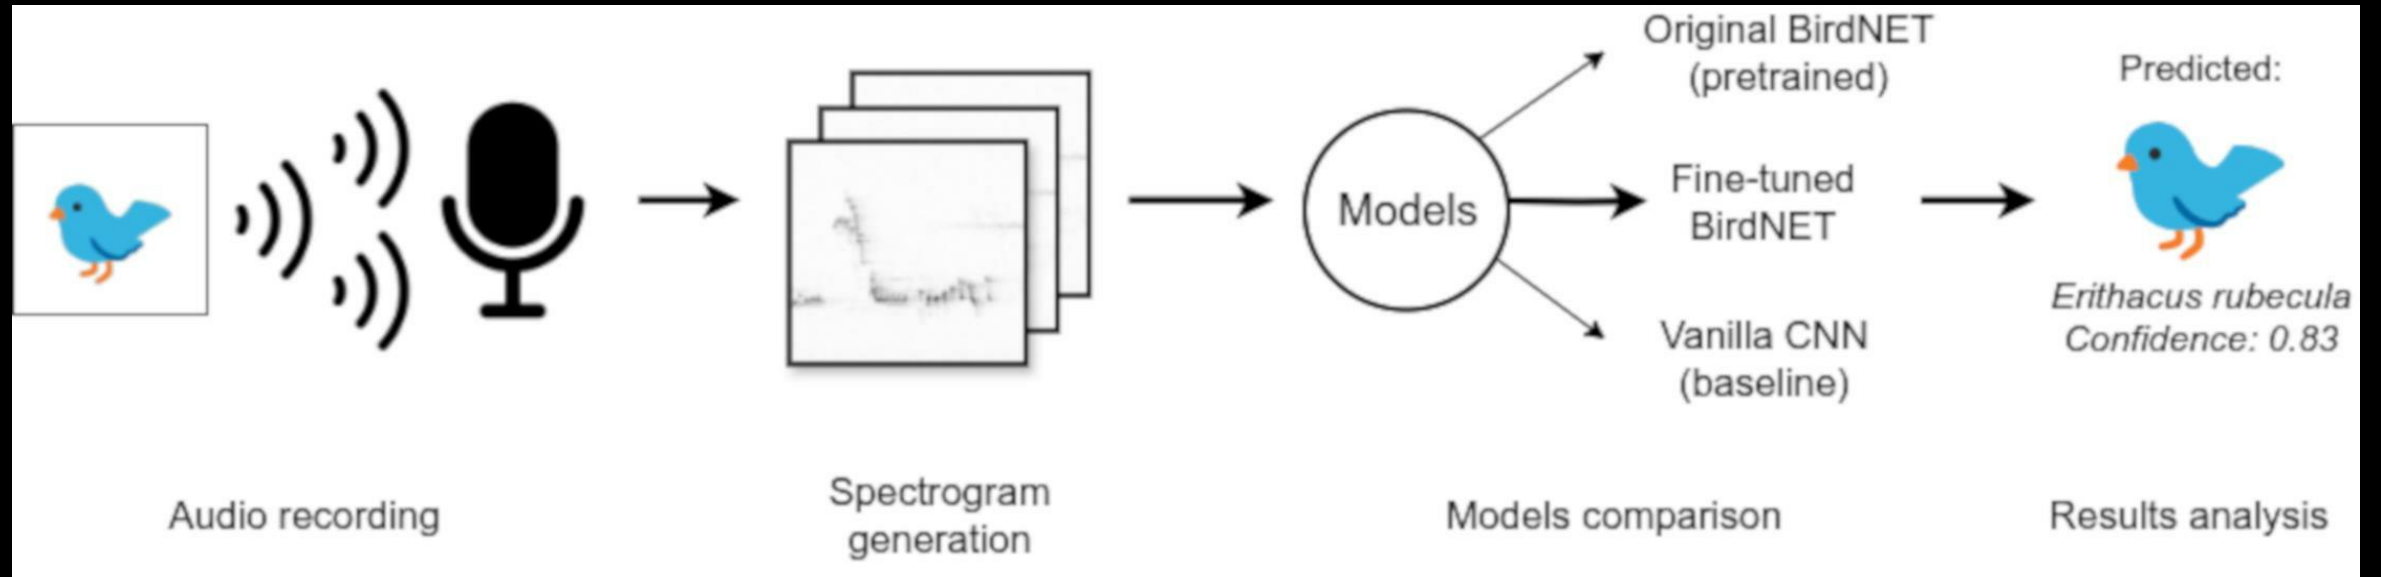 Original BirdNET
(pretrained)
Predicted:
Models
Fine-tuned
BirdNET
Erithacus rubecula
Confidence: 0.83
Vanilla CNN
(baseline)
Audio recording
Spectrogram
generation
Models comparison
Results analysis